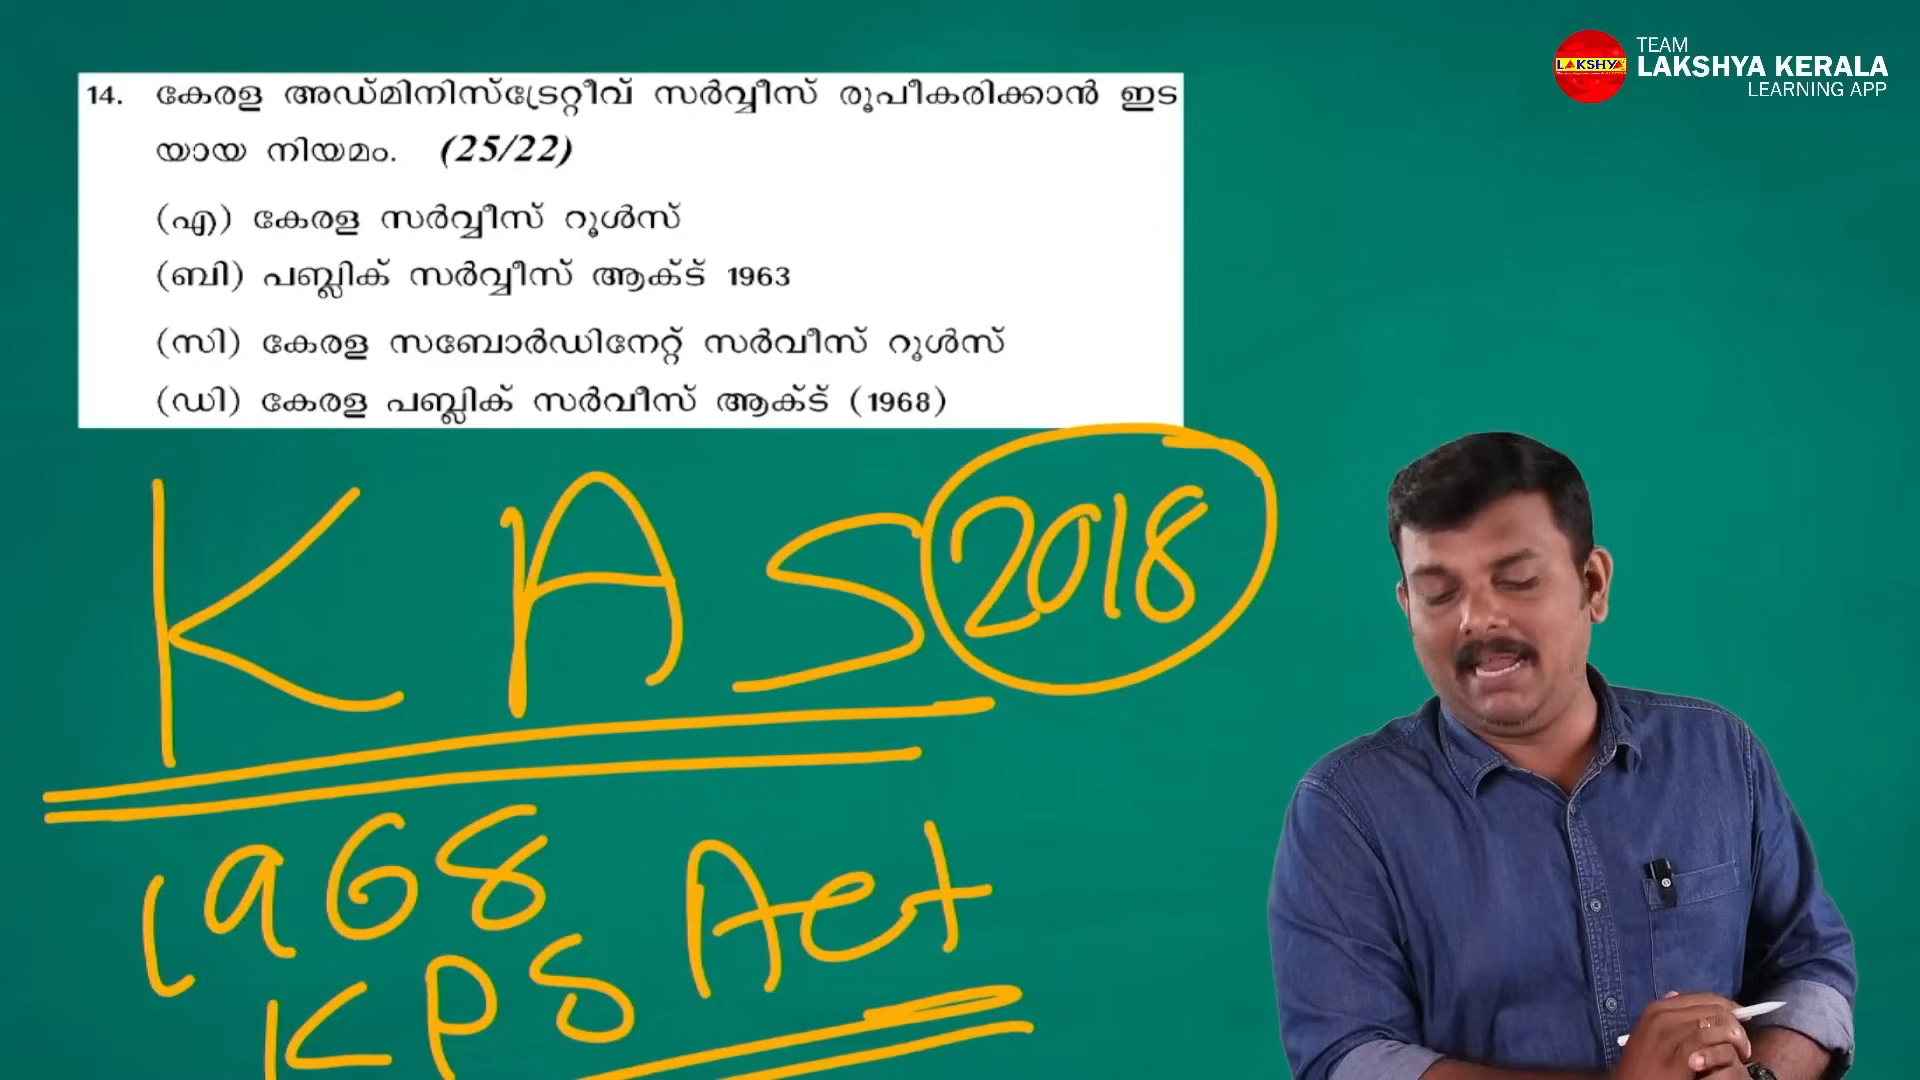 TEAM
LAKSHYA
LAKSHYA KERALA
LEARNING APP
14. കേരള അഡ്മിനിസ്ട്രേറ്റീവ് സർവ്വീസ് രൂപീകരിക്കാൻ ഇട
യായ നിയമം. (25/22)
(എ) കേരള സർവ്വീസ് റൂൾസ്
(ബി) പബ്ലിക് സർവ്വീസ് ആക്ട് 1963
(സി) കേരള സബോർഡിനേറ്റ് സർവീസ് റൂൾസ്
(ഡി) കേരള പബ്ലിക് സർവീസ് ആക്ട് (1968)
KAS 2018
1968
KPS Act